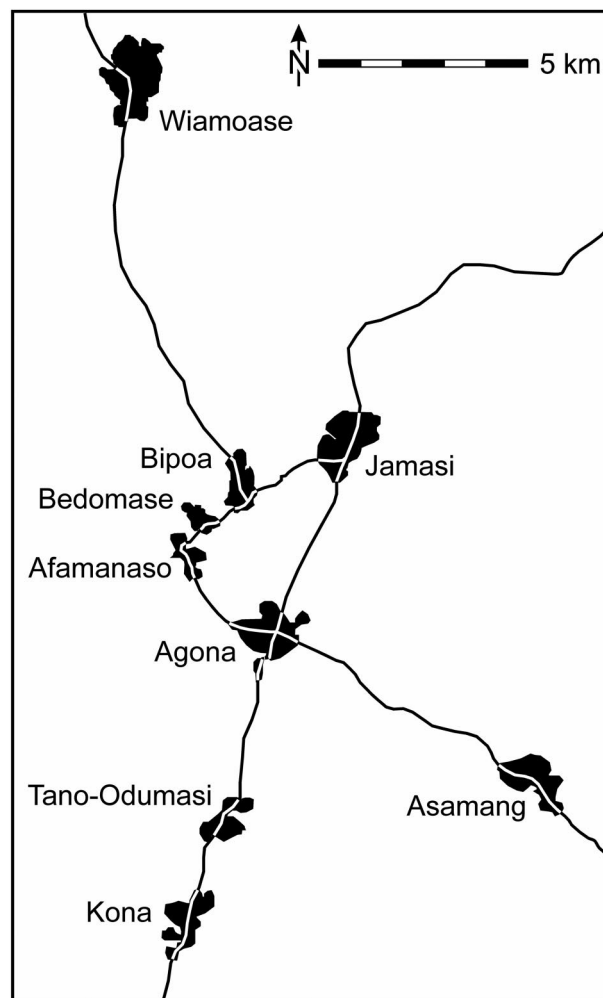 N 5 km
Wiamoase
Bipoa
Jamasi
Bedomase
Afamanaso
Agona
Tano-Odumasi
Asamang
Kona